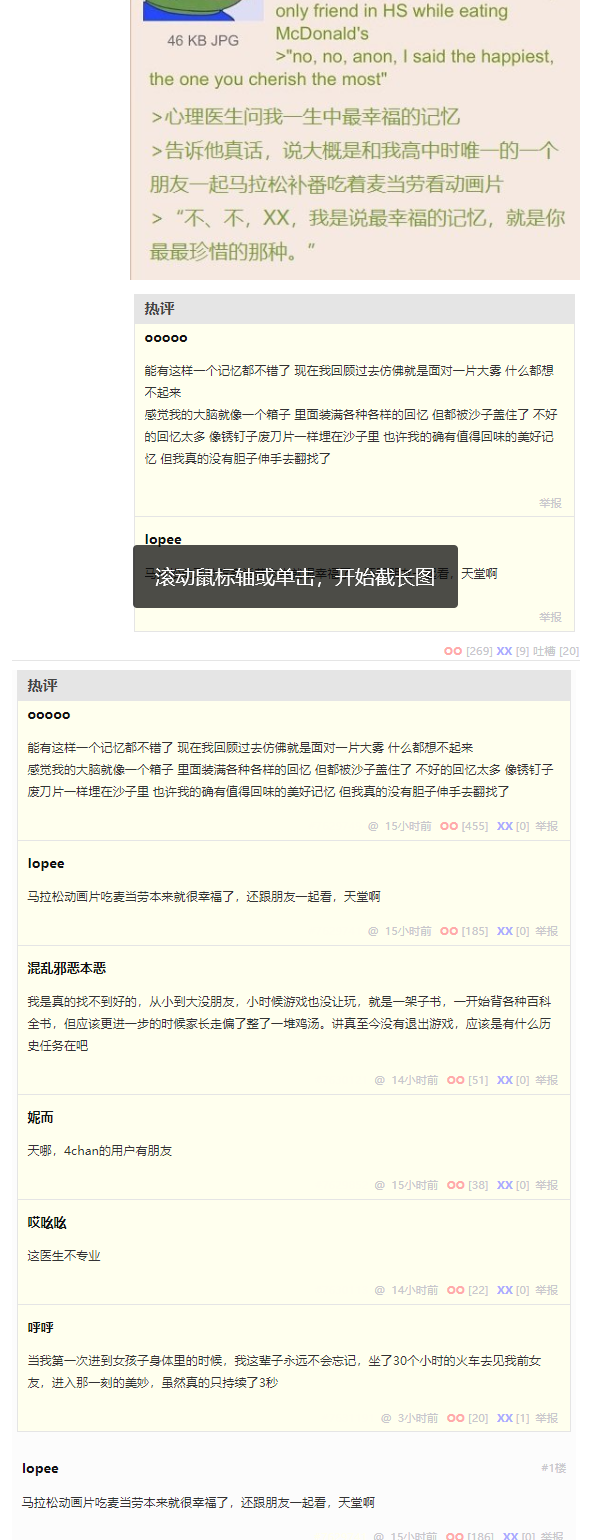 only friend in HS while eating
McDonald's
46 KB JPG
>"no, no, anon, I said the happiest,
the one you cherish the most"
>心理医生问我一生中最幸福的记忆
>告诉他真话，说大概是和我高中时唯一的一个
朋友一起马拉松补番吃着麦当劳看动画片
>“不、不，XX，我是说最幸福的记忆，就是你
最最珍惜的那种。”
热评
ooooo
能有这样一个记忆都不错了 现在我回顾过去仿佛就是面对一片大雾 什么都想
不起来
感觉我的大脑就像一个箱子 里面装满各种各样的回忆 但都被沙子盖住了 不好
的回忆太多 像锈钉子废刀片一样埋在沙子里 也许我的确有值得回味的美好记
忆 但我真的没有胆子伸手去翻找了
举报
lopee
滚动鼠标轴或单击，开始截长图
看，天堂啊
举报
OO [269] XX [9] 吐槽 [20]
热评
ooooo
能有这样一个记忆都不错了 现在我回顾过去仿佛就是面对一片大雾 什么都想不起来
感觉我的大脑就像一个箱子 里面装满各种各样的回忆 但都被沙子盖住了 不好的回忆太多 像锈钉子
废刀片一样埋在沙子里 也许我的确有值得回味的美好记忆 但我真的没有胆子伸手去翻找了
@ 15小时前 OO [455] XX [0] 举报
lopee
马拉松动画片吃麦当劳本来就很幸福了，还跟朋友一起看，天堂啊
@ 15小时前 OO [185] XX [0] 举报
混乱邪恶本恶
我是真的找不到好的，从小到大没朋友，小时候游戏也没让玩，就是一架子书，一开始背各种百科
全书，但应该更进一步的时候家长走偏了整了一堆鸡汤。讲真至今没有退出游戏，应该是有什么历
史任务在吧
@ 14小时前 OO [51] XX [0] 举报
妮而
天哪，4chan的用户有朋友
@ 15小时前 OO [38] XX [0] 举报
哎吆吆
这医生不专业
@ 14小时前 OO [22] XX [0] 举报
呼呼
当我第一次进到女孩子身体里的时候，我这辈子永远不会忘记，坐了30个小时的火车去见我前女
友，进入那一刻的美妙，虽然真的只持续了3秒
@ 3小时前 OO [20] XX [1] 举报
lopee #1楼
马拉松动画片吃麦当劳本来就很幸福了，还跟朋友一起看，天堂啊
@ 15小时前 OO [186] XX [0] 举报